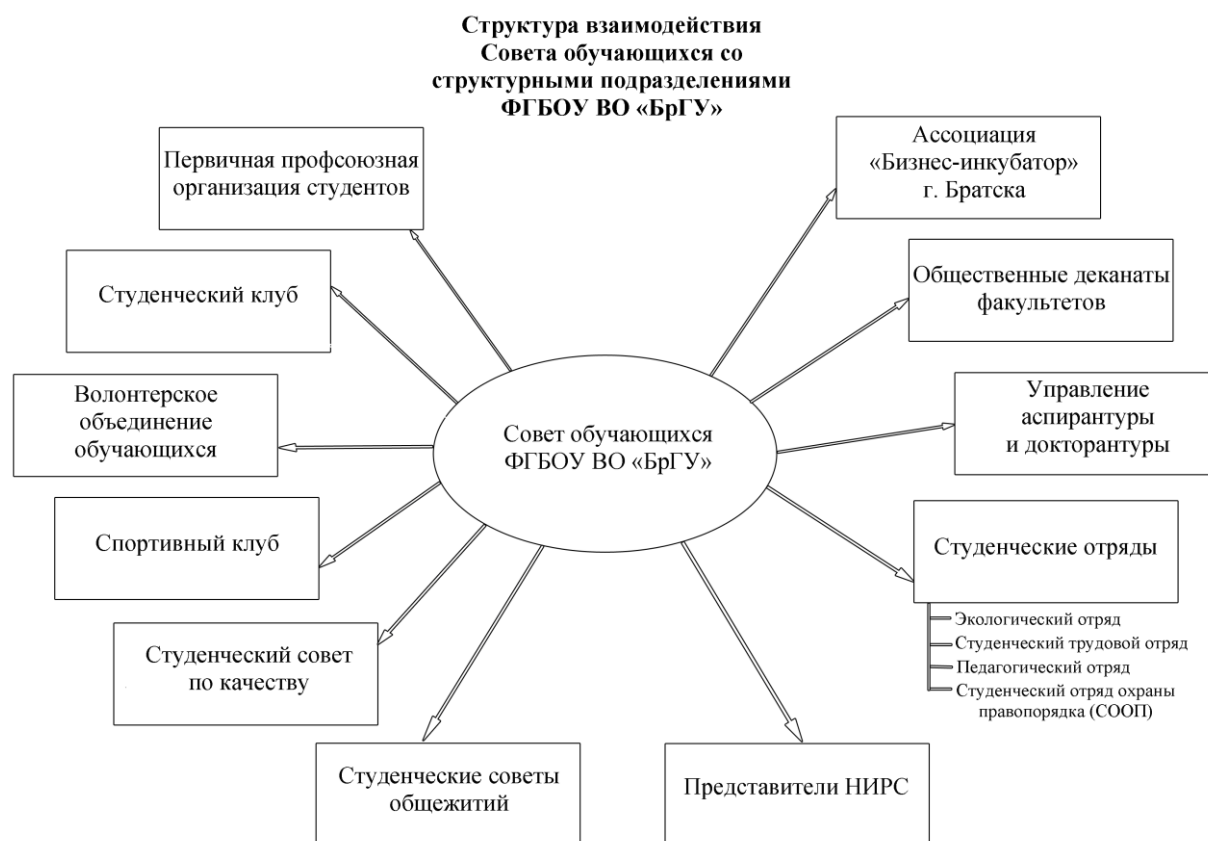 Структура взаимодействия
Совета обучающихся со
структурными подразделениями
ФГБОУ ВО «БрГУ»
Первичная профсоюзная
организация студентов
Ассоциация
«Бизнес-инкубатор»
г. Братска
Студенческий клуб
Общественные деканаты
факультетов
Волонтерское
объединение
обучающихся
Совет обучающихся
ФГБОУ ВО «БрГУ»
Управление
аспирантуры
и докторантуры
Спортивный клуб
Студенческие отряды
Экологический отряд
Студенческий трудовой отряд
Педагогический отряд
Студенческий отряд охраны
правопорядка (СООП)
Студенческий совет
по качеству
Студенческие советы
общежитий
Представители НИРС